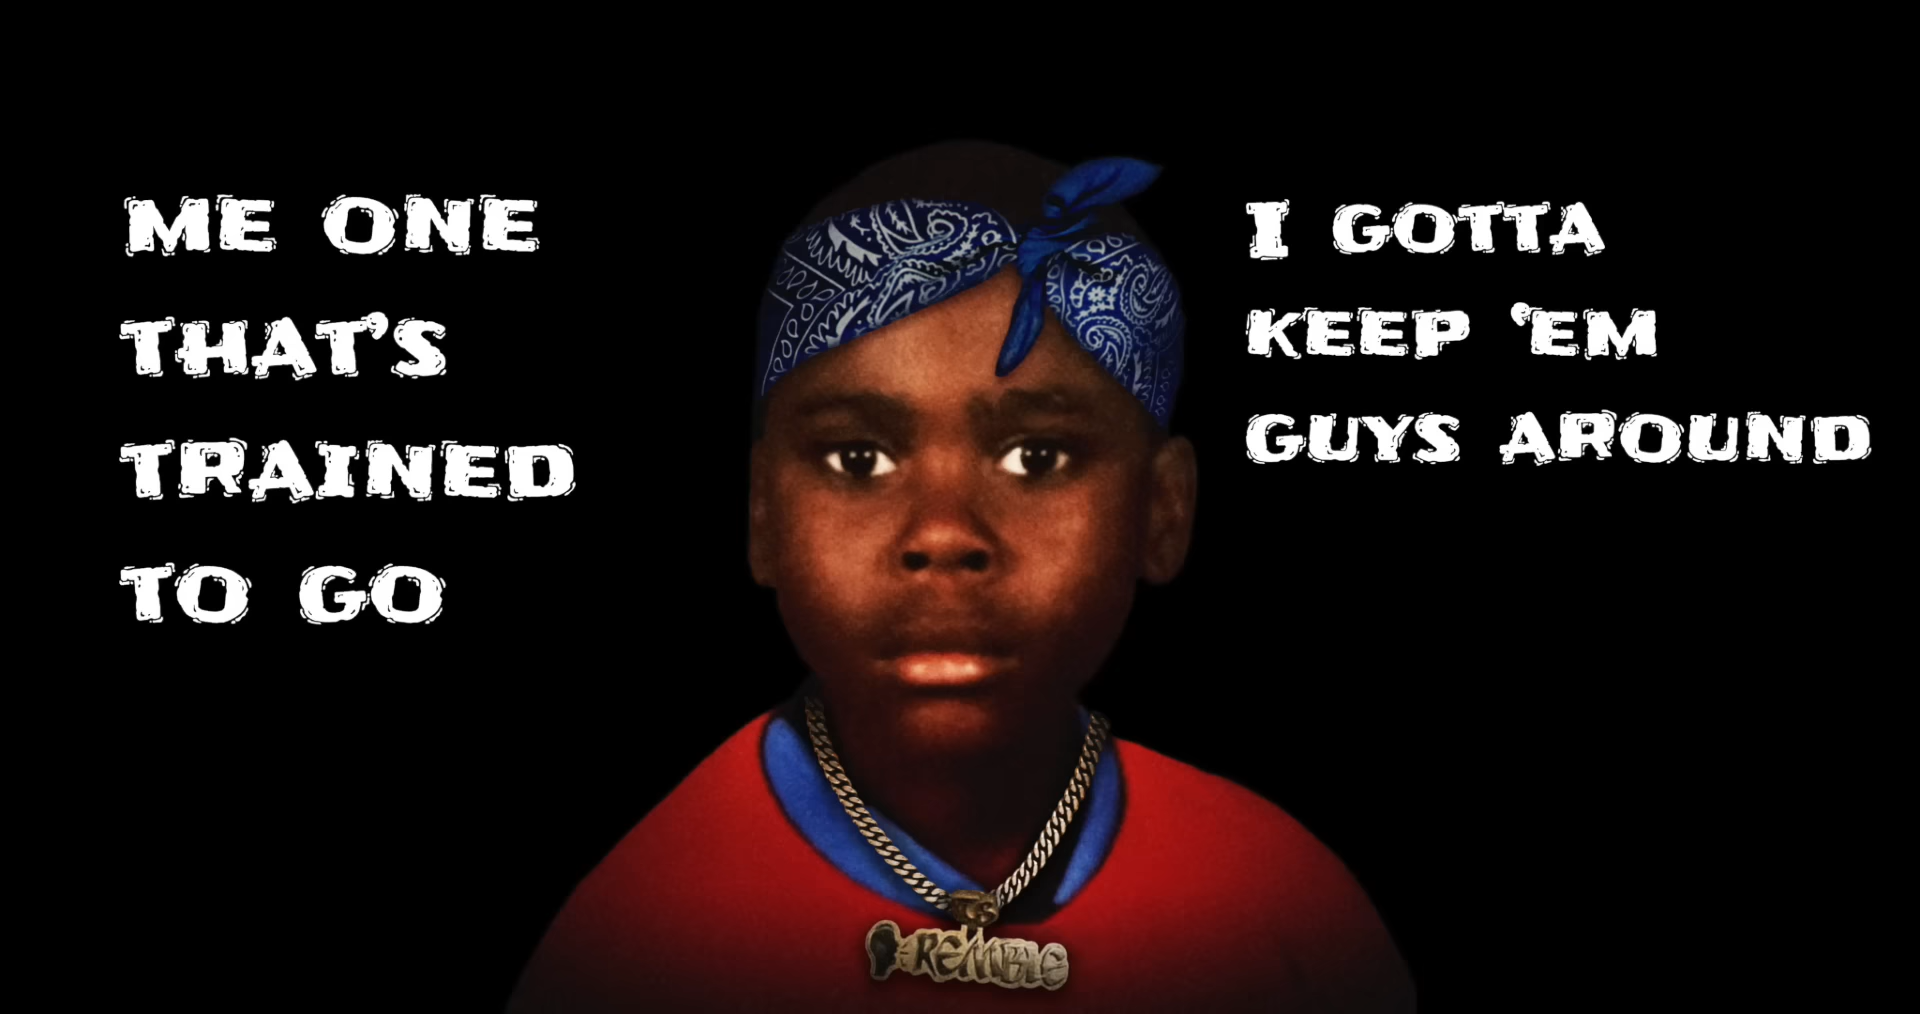 ME ONE
THAT'S
TRAINED
TO GO
I GOTTA
KEEP 'EM
GUYS AROUND
REMBLE